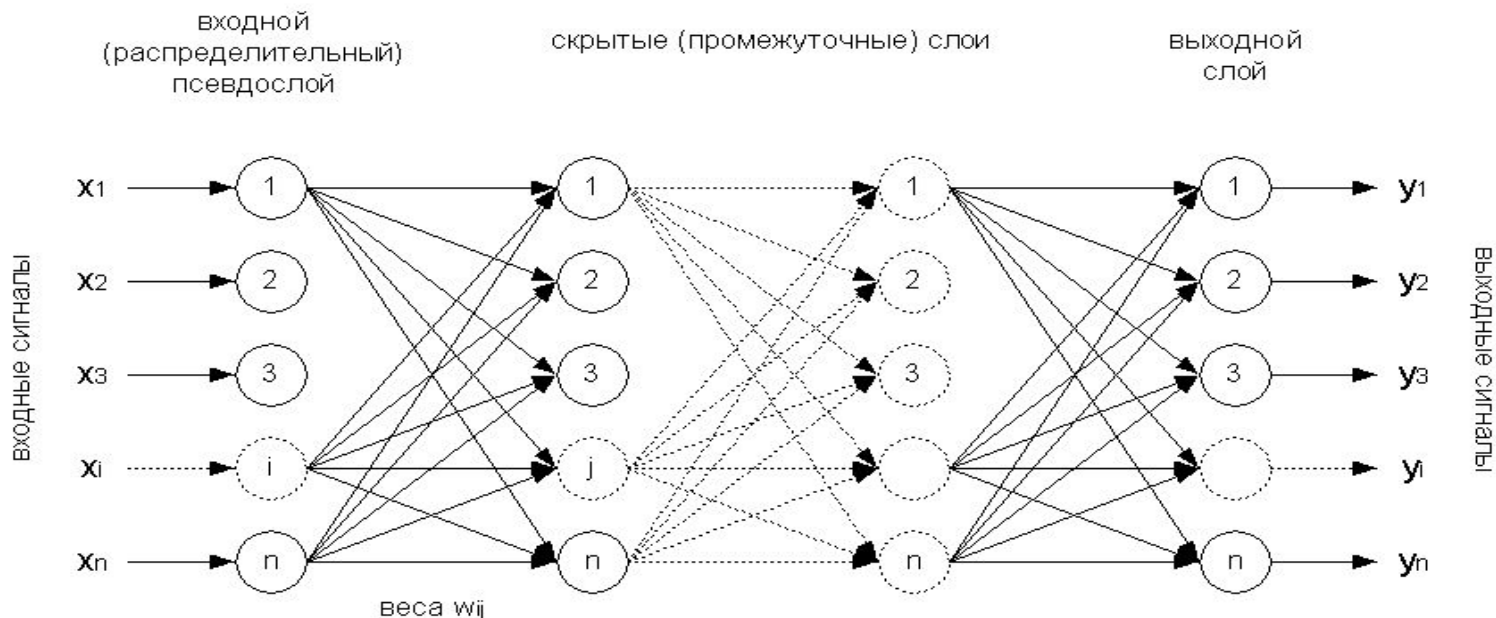 входной
(распределительный)
псевдослой
скрытые (промежуточные) слои
выходной
слой
входные сигналы
x1 1 1 1 1 y1
x2 2 2 2 2 y2
x3 3 3 3 3 y3
xi i j yi
xn n n n n yn
выходные сигналы
веса wij